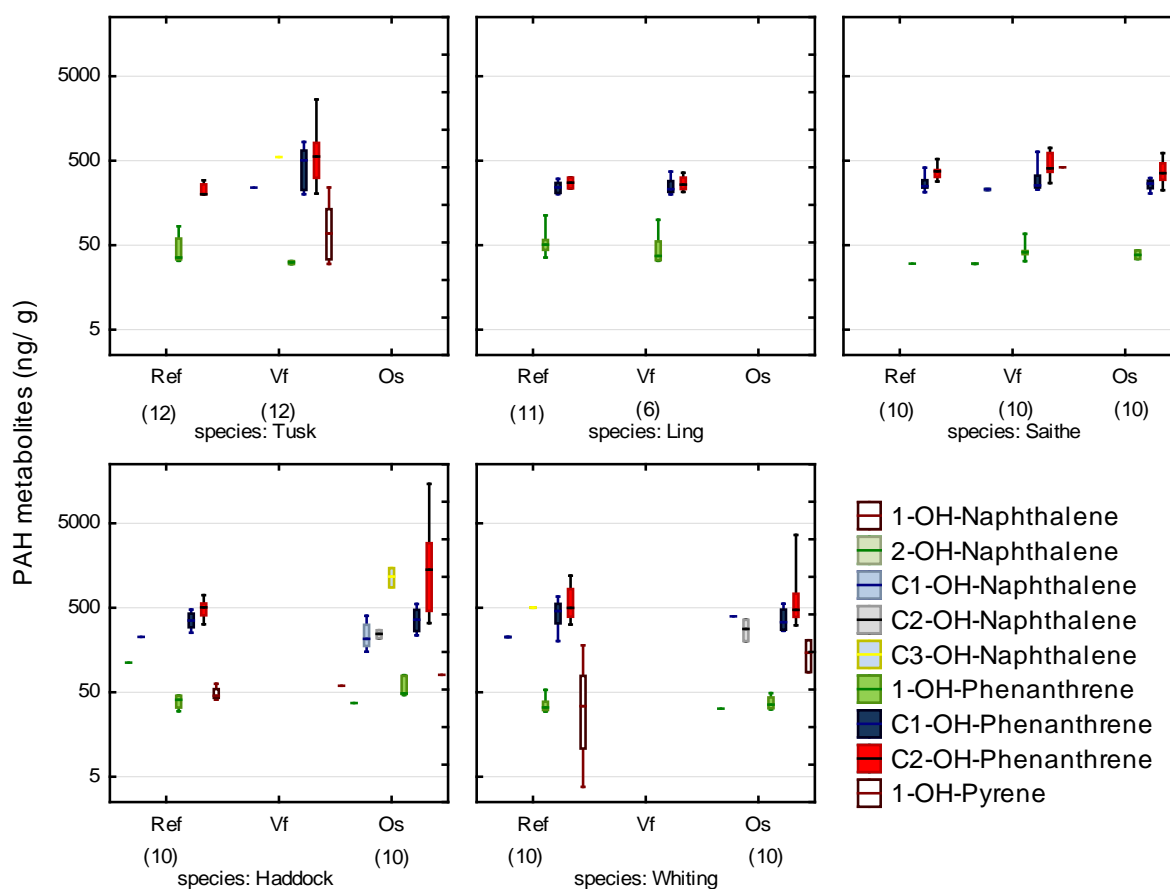 PAH metabolites (ng/ g)
5000
500
50
5
Ref Vf Os
(12) (12)
species: Tusk
Ref Vf Os
(11) (6)
species: Ling
Ref Vf Os
(10) (10) (10)
species: Saithe
5000
500
50
5
Ref Vf Os
(10) (10)
species: Haddock
Ref Vf Os
(10) (10)
species: Whiting
1-OH-Naphthalene
2-OH-Naphthalene
C1-OH-Naphthalene
C2-OH-Naphthalene
C3-OH-Naphthalene
1-OH-Phenanthrene
C1-OH-Phenanthrene
C2-OH-Phenanthrene
1-OH-Pyrene